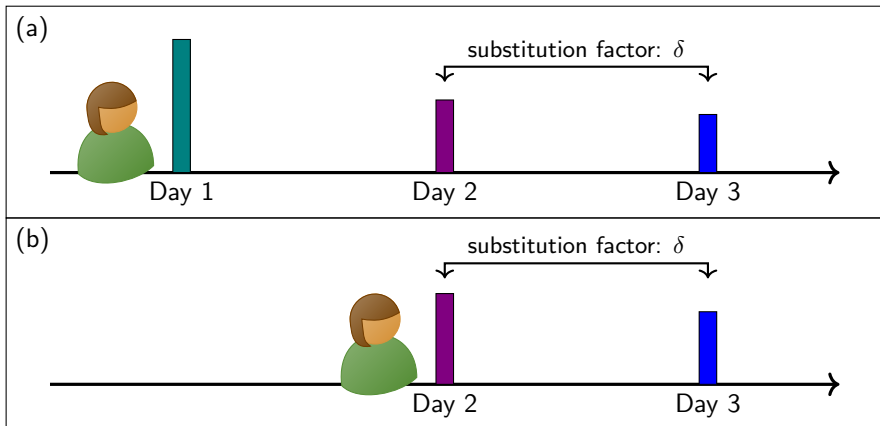 (a)
substitution factor: δ
Day 1
Day 2
Day 3
(b)
substitution factor: δ
Day 2
Day 3